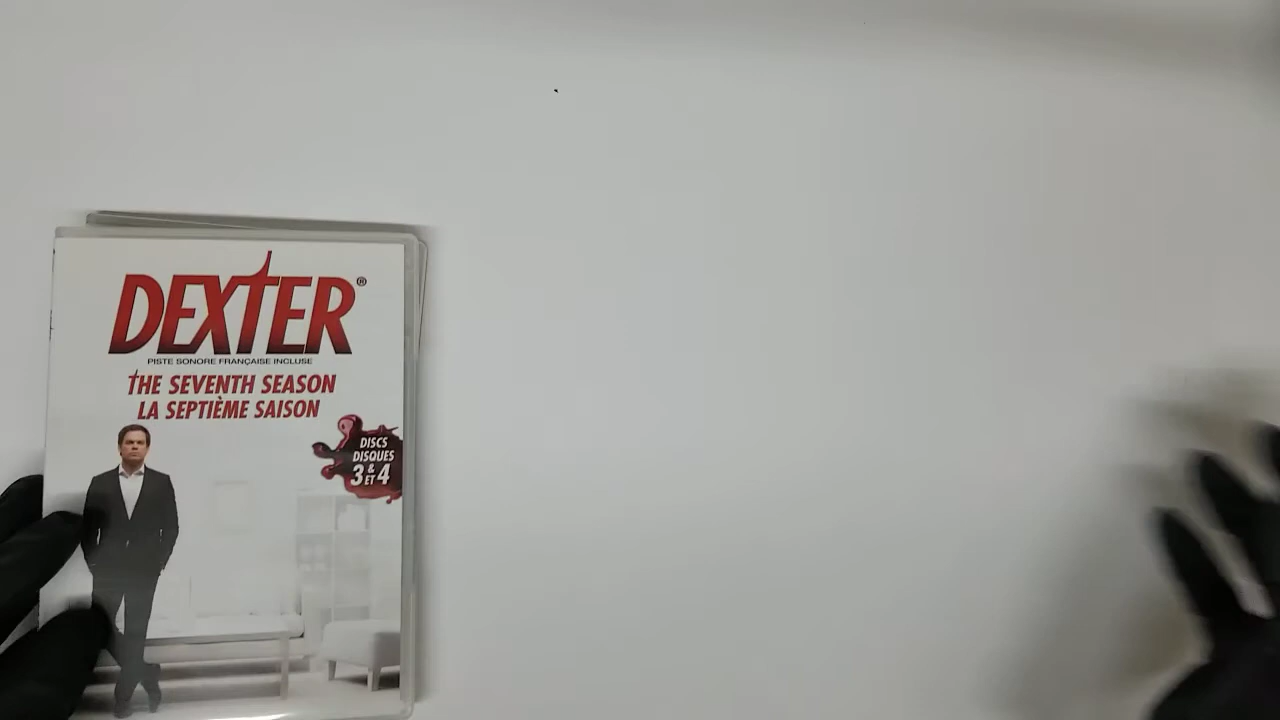 DEXTER®
PISTE SONORE FRANÇAISE INCLUSE
THE SEVENTH SEASON
LA SEPTIÈME SAISON
DISCS
DISQUES
3 & ET 4